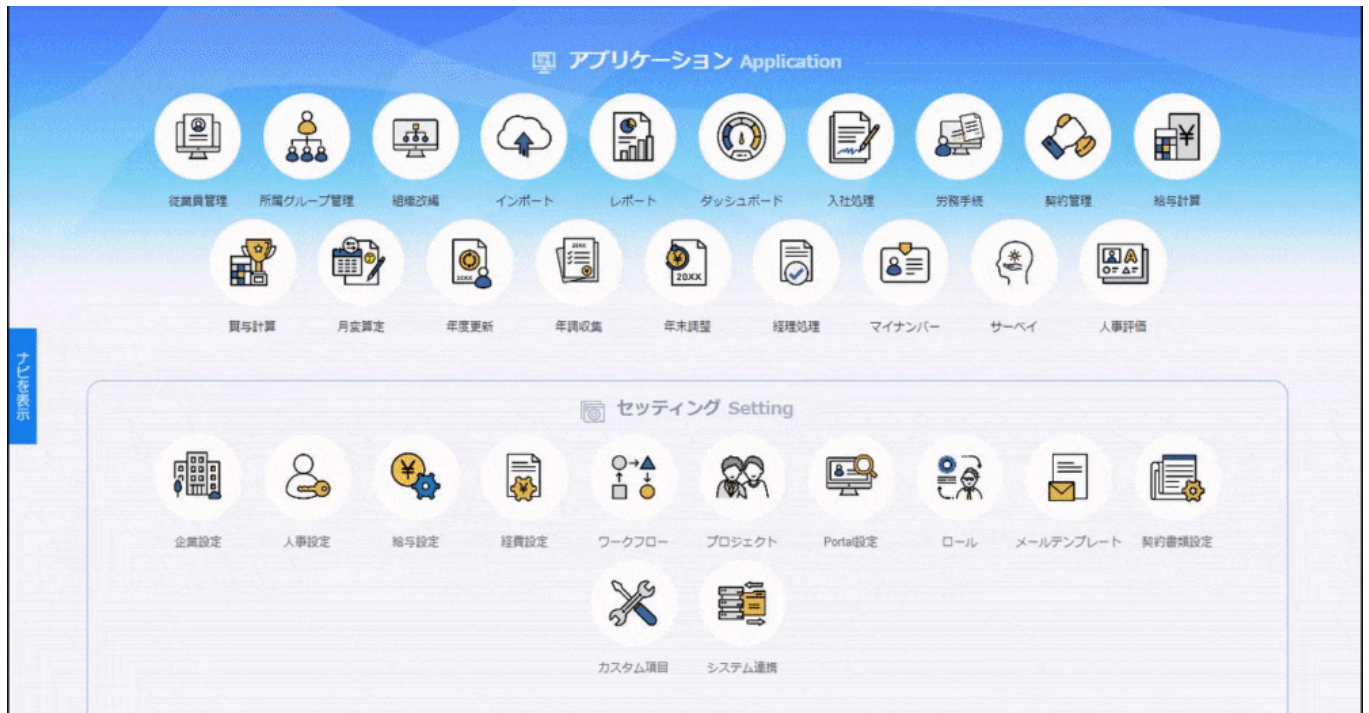 アプリケーション Application
従業員管理 所属グループ管理 組織改編 インポート レポート ダッシュボード 入社処理 労務手続 契約管理 給与計算
賞与計算 月変算定 年度更新 年調収集 年末調整 経理処理 マイナンバー サーベイ 人事評価
ナビを表示
セッティング Setting
企業設定 人事設定 給与設定 経費設定 ワークフロー プロジェクト Portal設定 ロール メールテンプレート 契約書類設定
カスタム項目 システム連携